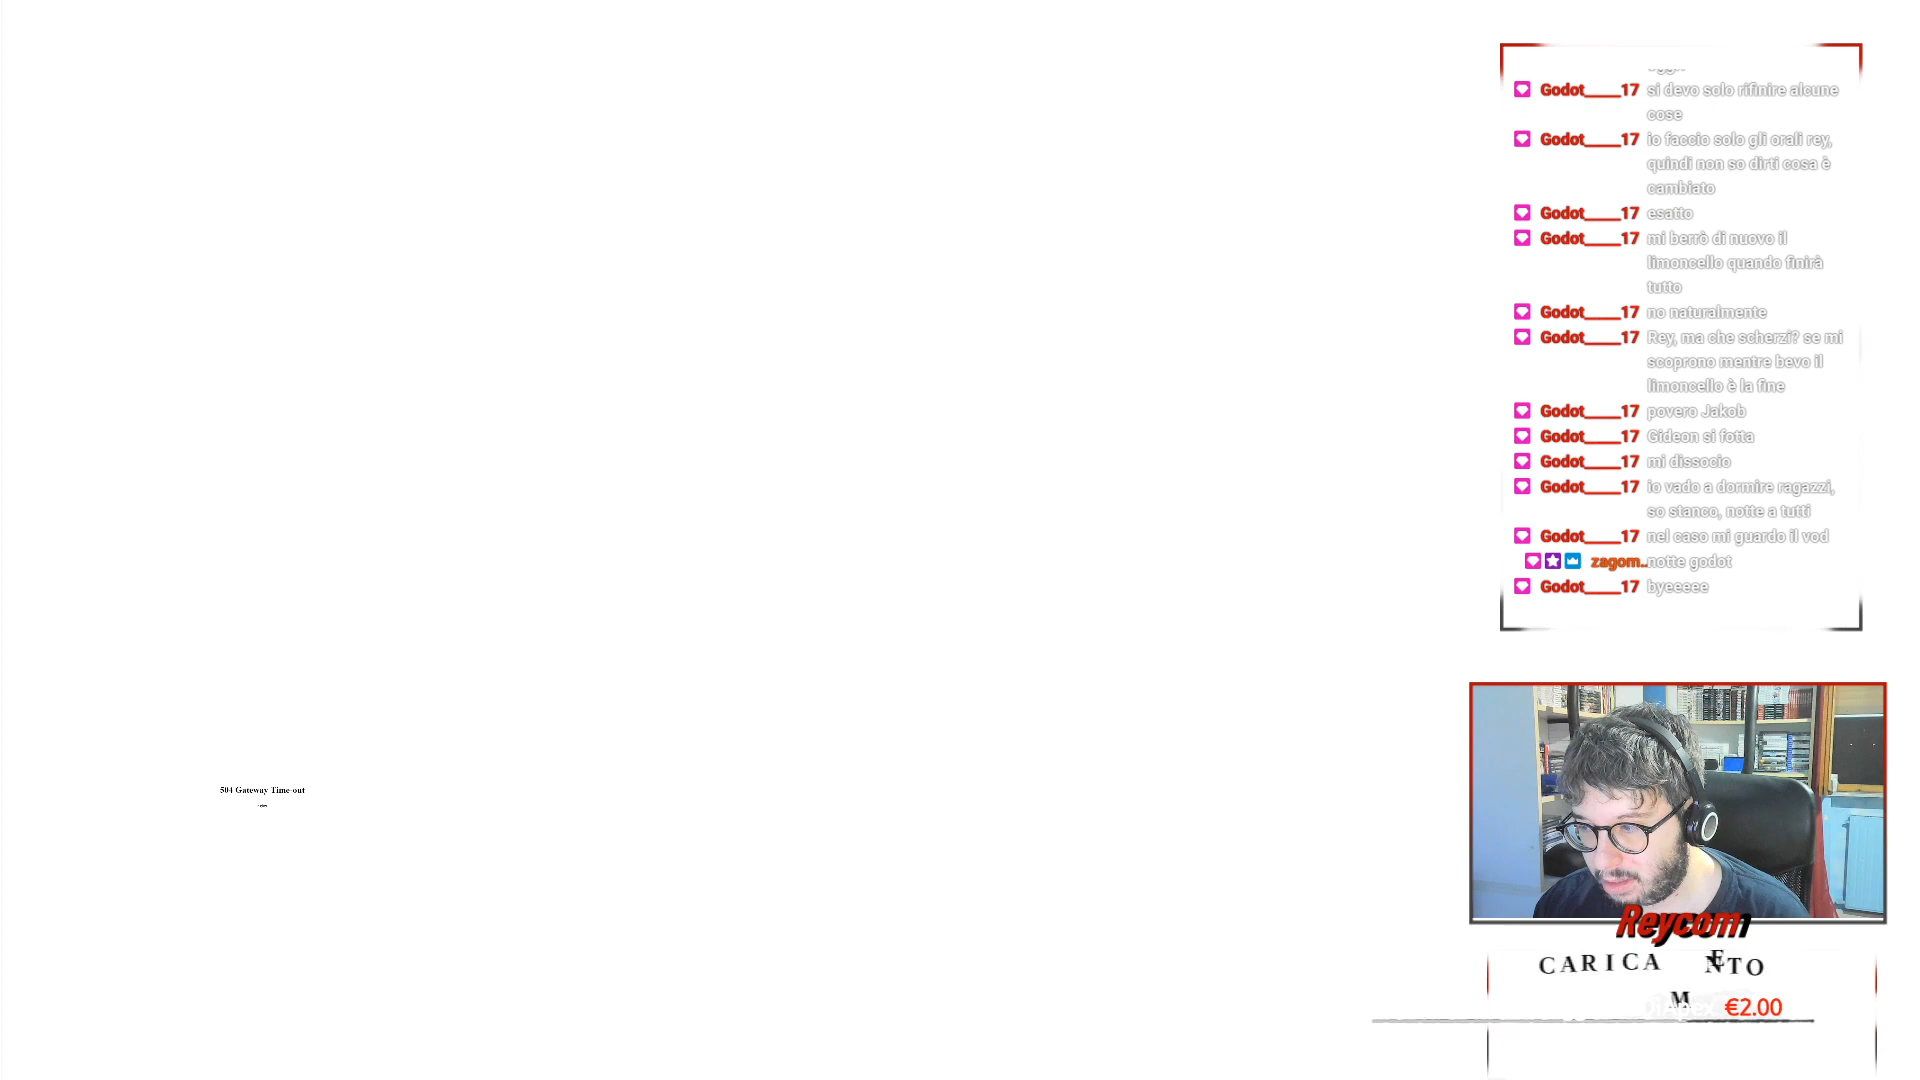 Godot____17 si devo solo rifinire alcune
cose
Godot____17 io faccio solo gli orali rey,
quindi non so dirti cosa è
cambiato
Godot____17 esatto
Godot____17 mi berrò di nuovo il
limoncello quando finirà
tutto
Godot____17 no naturalmente
Godot____17 Rey, ma che scherzi? se mi
scoprono mentre bevo il
limoncello è la fine
Godot____17 povero Jakob
Godot____17 Gideon si fotta
Godot____17 mi dissocio
Godot____17 io vado a dormire ragazzi,
so stanco, notte a tutti
Godot____17 nel caso mi guardo il vod
zagom.. notte godot
Godot____17 byeeeee
504 Gateway Time-out
Reycom
CARICA MENTO
€2.00